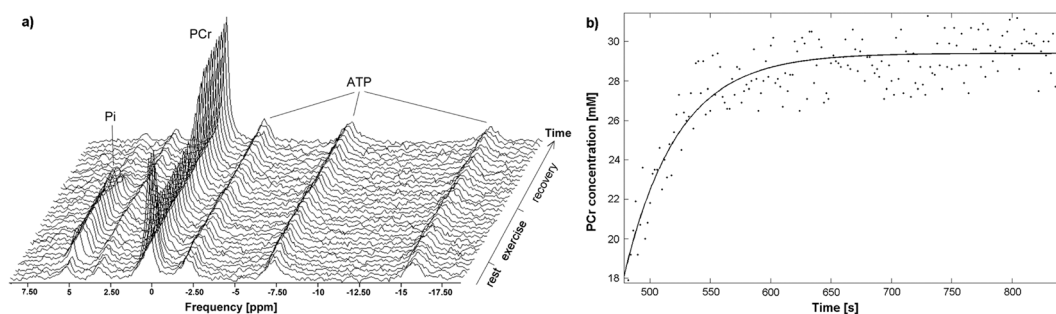 a)
PCr
ATP
Pi
Time
recovery
exercise
rest
7.50 5 2.50 0 -2.50 -5 -7.50 -10 -12.50 -15 -17.50
Frequency [ppm]
b)
PCr concentration [mM]
30
28
26
24
22
20
18
500 550 600 650 700 750 800
Time [s]